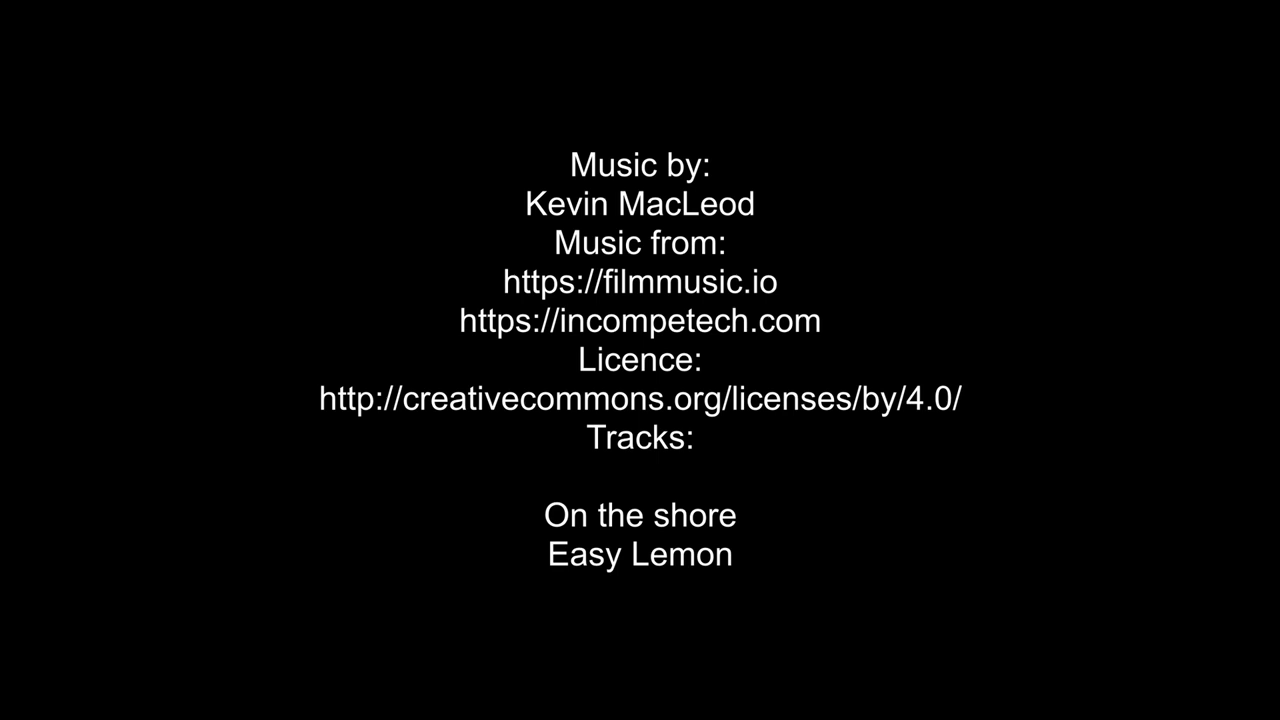 Music by:
Kevin MacLeod
Music from:
https://filmmusic.io
https://incompetech.com
Licence:
http://creativecommons.org/licenses/by/4.0/
Tracks:
On the shore
Easy Lemon